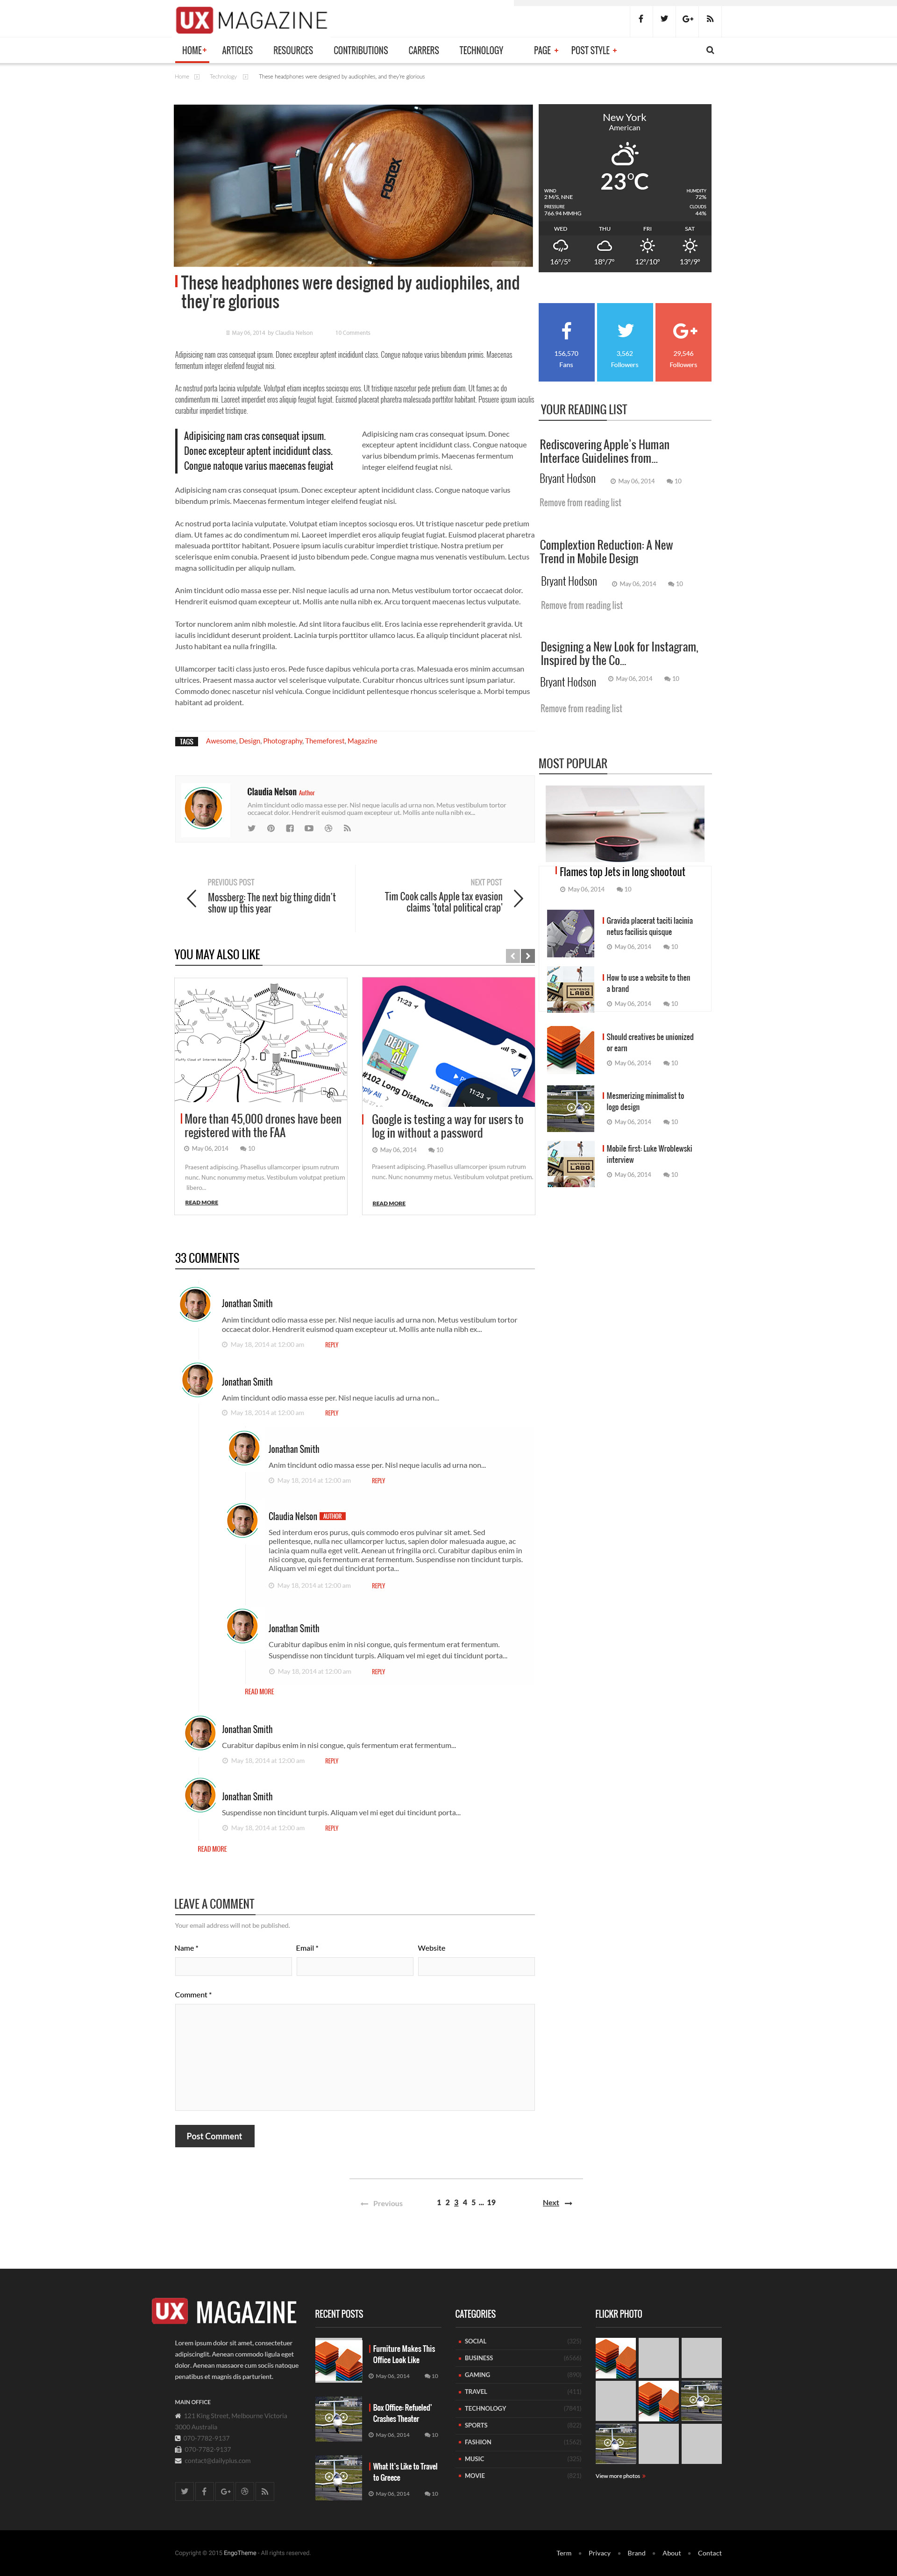 UX MAGAZINE
HOME+ ARTICLES RESOURCES CONTRIBUTIONS CARRERS TECHNOLOGY PAGE + POST STYLE +
Home Technology These headphones were designed by audiophiles, and they're glorious
FOSTEX
These headphones were designed by audiophiles, and
they're glorious
May 06, 2014 by Claudia Nelson 10 Comments
Adipisicing nam cras consequat ipsum. Donec excepteur aptent incididunt class. Congue natoque varius bibendum primis. Maecenas
fermentum integer eleifend feugiat nisi.
Ac nostrud porta lacinia vulputate. Volutpat etiam inceptos sociosqu eros. Ut tristique nascetur pede pretium diam. Ut fames ac do
condimentum mi. Laoreet imperdiet eros aliquip feugiat fugiat. Euismod placerat pharetra malesuada porttitor habitant. Posuere ipsum iaculis
curabitur imperdiet tristique.
Adipisicing nam cras consequat ipsum.
Donec excepteur aptent incididunt class.
Congue natoque varius maecenas feugiat
Adipisicing nam cras consequat ipsum. Donec
excepteur aptent incididunt class. Congue natoque
varius bibendum primis. Maecenas fermentum
integer eleifend feugiat nisi.
Adipisicing nam cras consequat ipsum. Donec excepteur aptent incididunt class. Congue natoque varius
bibendum primis. Maecenas fermentum integer eleifend feugiat nisi.
Ac nostrud porta lacinia vulputate. Volutpat etiam inceptos sociosqu eros. Ut tristique nascetur pede pretium
diam. Ut fames ac do condimentum mi. Laoreet imperdiet eros aliquip feugiat fugiat. Euismod placerat pharetra
malesuada porttitor habitant. Posuere ipsum iaculis curabitur imperdiet tristique. Nostra pretium per
scelerisque enim conubia. Praesent id justo bibendum pede. Congue magna mus venenatis vestibulum. Lectus
magna sollicitudin per aliquip nullam.
Anim tincidunt odio massa esse per. Nisl neque iaculis ad urna non. Metus vestibulum tortor occaecat dolor.
Hendrerit euismod quam excepteur ut. Mollis ante nulla nibh ex. Arcu torquent maecenas lectus vulputate.
Tortor nunclorem anim nibh molestie. Ad sint litora faucibus elit. Eros lacinia esse reprehenderit gravida. Ut
iaculis incididunt deserunt proident. Lacinia turpis porttitor ullamco lacus. Ea aliquip tincidunt placerat nisl.
Justo habitant ea nulla fringilla.
Ullamcorper taciti class justo eros. Pede fusce dapibus vehicula porta cras. Malesuada eros minim accumsan
ultrices. Praesent massa auctor vel scelerisque vulputate. Curabitur rhoncus ultrices sunt ipsum pariatur.
Commodo donec nascetur nisl vehicula. Congue incididunt pellentesque rhoncus scelerisque a. Morbi tempus
habitant ad proident.
TAGS Awesome, Design, Photography, Themeforest, Magazine
Claudia Nelson Author
Anim tincidunt odio massa esse per. Nisl neque iaculis ad urna non. Metus vestibulum tortor
occaecat dolor. Hendrerit euismod quam excepteur ut. Mollis ante nulla nibh ex...
PREVIOUS POST
Mossberg: The next big thing didn't
show up this year
NEXT POST
Tim Cook calls Apple tax evasion
claims 'total political crap'
YOU MAY ALSO LIKE
More than 45,000 drones have been
registered with the FAA
May 06, 2014 10
Praesent adipiscing. Phasellus ullamcorper ipsum rutrum
nunc. Nunc nonummy metus. Vestibulum volutpat pretium
libero...
READ MORE
11:23
11:23
REPLY ALL
#102 Long Distance
Google is testing a way for users to
log in without a password
May 06, 2014 10
Praesent adipiscing. Phasellus ullamcorper ipsum rutrum
nunc. Nunc nonummy metus. Vestibulum volutpat pretium.
READ MORE
33 COMMENTS
Jonathan Smith
Anim tincidunt odio massa esse per. Nisl neque iaculis ad urna non. Metus vestibulum tortor
occaecat dolor. Hendrerit euismod quam excepteur ut. Mollis ante nulla nibh ex...
May 18, 2014 at 12:00 am REPLY
Jonathan Smith
Anim tincidunt odio massa esse per. Nisl neque iaculis ad urna non...
May 18, 2014 at 12:00 am REPLY
Jonathan Smith
Anim tincidunt odio massa esse per. Nisl neque iaculis ad urna non...
May 18, 2014 at 12:00 am REPLY
Claudia Nelson AUTHOR
Sed interdum eros purus, quis commodo eros pulvinar sit amet. Sed
pellentesque, nulla nec ullamcorper luctus, sapien dolor malesuada augue, ac
lacinia quam nulla eget velit. Aenean ut fringilla orci. Curabitur dapibus enim in
nisi congue, quis fermentum erat fermentum. Suspendisse non tincidunt turpis.
Aliquam vel mi eget dui tincidunt porta...
May 18, 2014 at 12:00 am REPLY
Jonathan Smith
Curabitur dapibus enim in nisi congue, quis fermentum erat fermentum.
Suspendisse non tincidunt turpis. Aliquam vel mi eget dui tincidunt porta...
May 18, 2014 at 12:00 am REPLY
READ MORE
Jonathan Smith
Curabitur dapibus enim in nisi congue, quis fermentum erat fermentum...
May 18, 2014 at 12:00 am REPLY
Jonathan Smith
Suspendisse non tincidunt turpis. Aliquam vel mi eget dui tincidunt porta...
May 18, 2014 at 12:00 am REPLY
READ MORE
LEAVE A COMMENT
Your email address will not be published.
Name * Email * Website
Comment *
Post Comment
Previous 1 2 3 4 5 ... 19 Next
New York
American
23°C
WIND
2 M/S, NNE
PRESSURE
766.94 MMHG
HUMIDITY
72%
CLOUDS
44%
WED THU FRI SAT
16°/5° 18°/7° 12°/10° 13°/9°
156,570 3,562 29,546
Fans Followers Followers
YOUR READING LIST
Rediscovering Apple's Human
Interface Guidelines from...
Bryant Hodson May 06, 2014 10
Remove from reading list
Complextion Reduction: A New
Trend in Mobile Design
Bryant Hodson May 06, 2014 10
Remove from reading list
Designing a New Look for Instagram,
Inspired by the Co...
Bryant Hodson May 06, 2014 10
Remove from reading list
MOST POPULAR
Flames top Jets in long shootout
May 06, 2014 10
Gravida placerat taciti lacinia
netus facilisis quisque
May 06, 2014 10
NINTENDO LABO
How to use a website to then
a brand
May 06, 2014 10
Should creatives be unionized
or earn
May 06, 2014 10
Mesmerizing minimalist to
logo design
May 06, 2014 10
NINTENDO LABO
Mobile first: Luke Wroblewski
interview
May 06, 2014 10
UX MAGAZINE
Lorem ipsum dolor sit amet, consectetuer
adipiscingelit. Aenean commodo ligula eget
dolor. Aenean massaore cum sociis natoque
penatibus et magnis dis parturient.
MAIN OFFICE
121 King Street, Melbourne Victoria
3000 Australia
070-7782-9137
070-7782-9137
contact@dailyplus.com
RECENT POSTS
Furniture Makes This
Office Look Like
May 06, 2014 10
Box Office: Refueled'
Crashes Theater
May 06, 2014 10
What It's Like to Travel
to Greece
May 06, 2014 10
CATEGORIES
SOCIAL
BUSINESS
GAMING
TRAVEL
TECHNOLOGY
SPORTS
FASHION
MUSIC
MOVIE
FLICKR PHOTO
View more photos
Copyright © 2015 EngoTheme - All rights reserved.
Term Privacy Brand About Contact